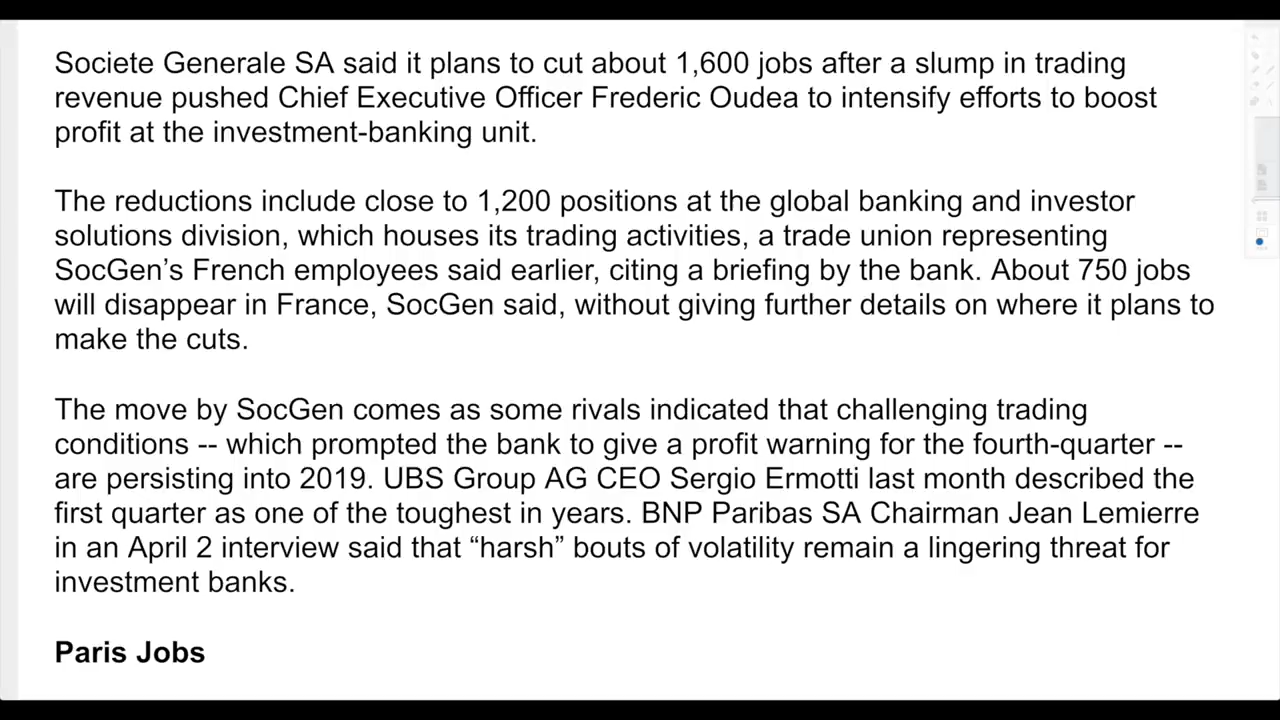 Societe Generale SA said it plans to cut about 1,600 jobs after a slump in trading
revenue pushed Chief Executive Officer Frederic Oudea to intensify efforts to boost
profit at the investment-banking unit.
The reductions include close to 1,200 positions at the global banking and investor
solutions division, which houses its trading activities, a trade union representing
SocGen’s French employees said earlier, citing a briefing by the bank. About 750 jobs
will disappear in France, SocGen said, without giving further details on where it plans to
make the cuts.
The move by SocGen comes as some rivals indicated that challenging trading
conditions -- which prompted the bank to give a profit warning for the fourth-quarter --
are persisting into 2019. UBS Group AG CEO Sergio Ermotti last month described the
first quarter as one of the toughest in years. BNP Paribas SA Chairman Jean Lemierre
in an April 2 interview said that “harsh” bouts of volatility remain a lingering threat for
investment banks.
Paris Jobs